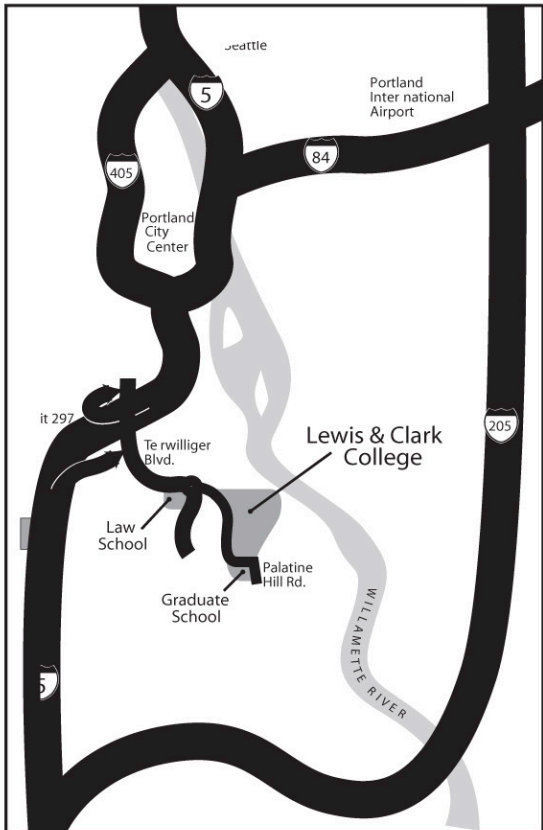 Seattle
5
Portland
Inter national
Airport
84
405
Portland
City
Center
it 297
205
Te rwilliger
Blvd.
Lewis & Clark
College
Law
School
Palatine
Hill Rd.
Graduate
School
WILLAMETTE RIVER
5